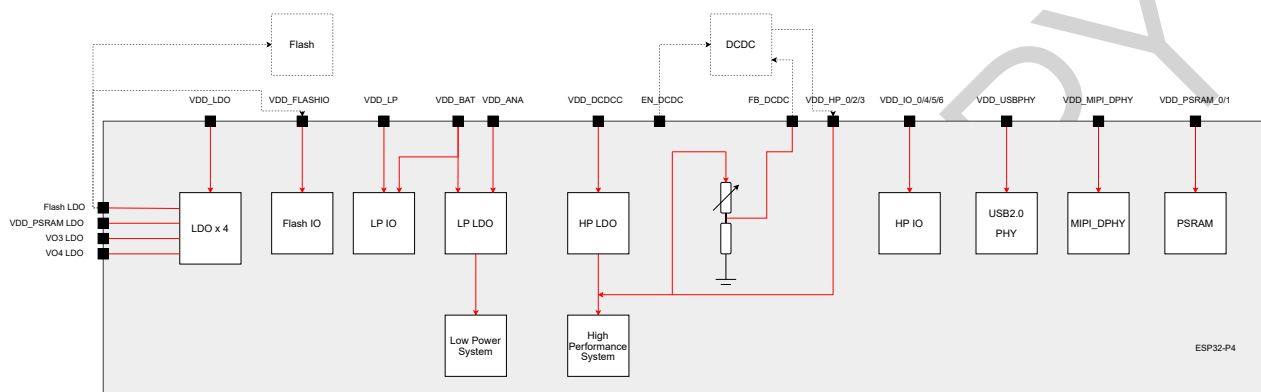 Flash
DCDC
VDD_LDO
VDD_FLASHIO
VDD_LP
VDD_BAT
VDD_ANA
VDD_DCDCC
EN_DCDC
FB_DCDC
VDD_HP_0/2/3
VDD_IO_0/4/5/6
VDD_USBPHY
VDD_MIPI_DPHY
VDD_PSRAM_0/1
Flash LDO
VDD_PSRAM LDO
VO3 LDO
VO4 LDO
LDO x 4
Flash IO
LP IO
LP LDO
HP LDO
HP IO
USB2.0
PHY
MIPI_DPHY
PSRAM
Low Power
System
High
Performance
System
ESP32-P4